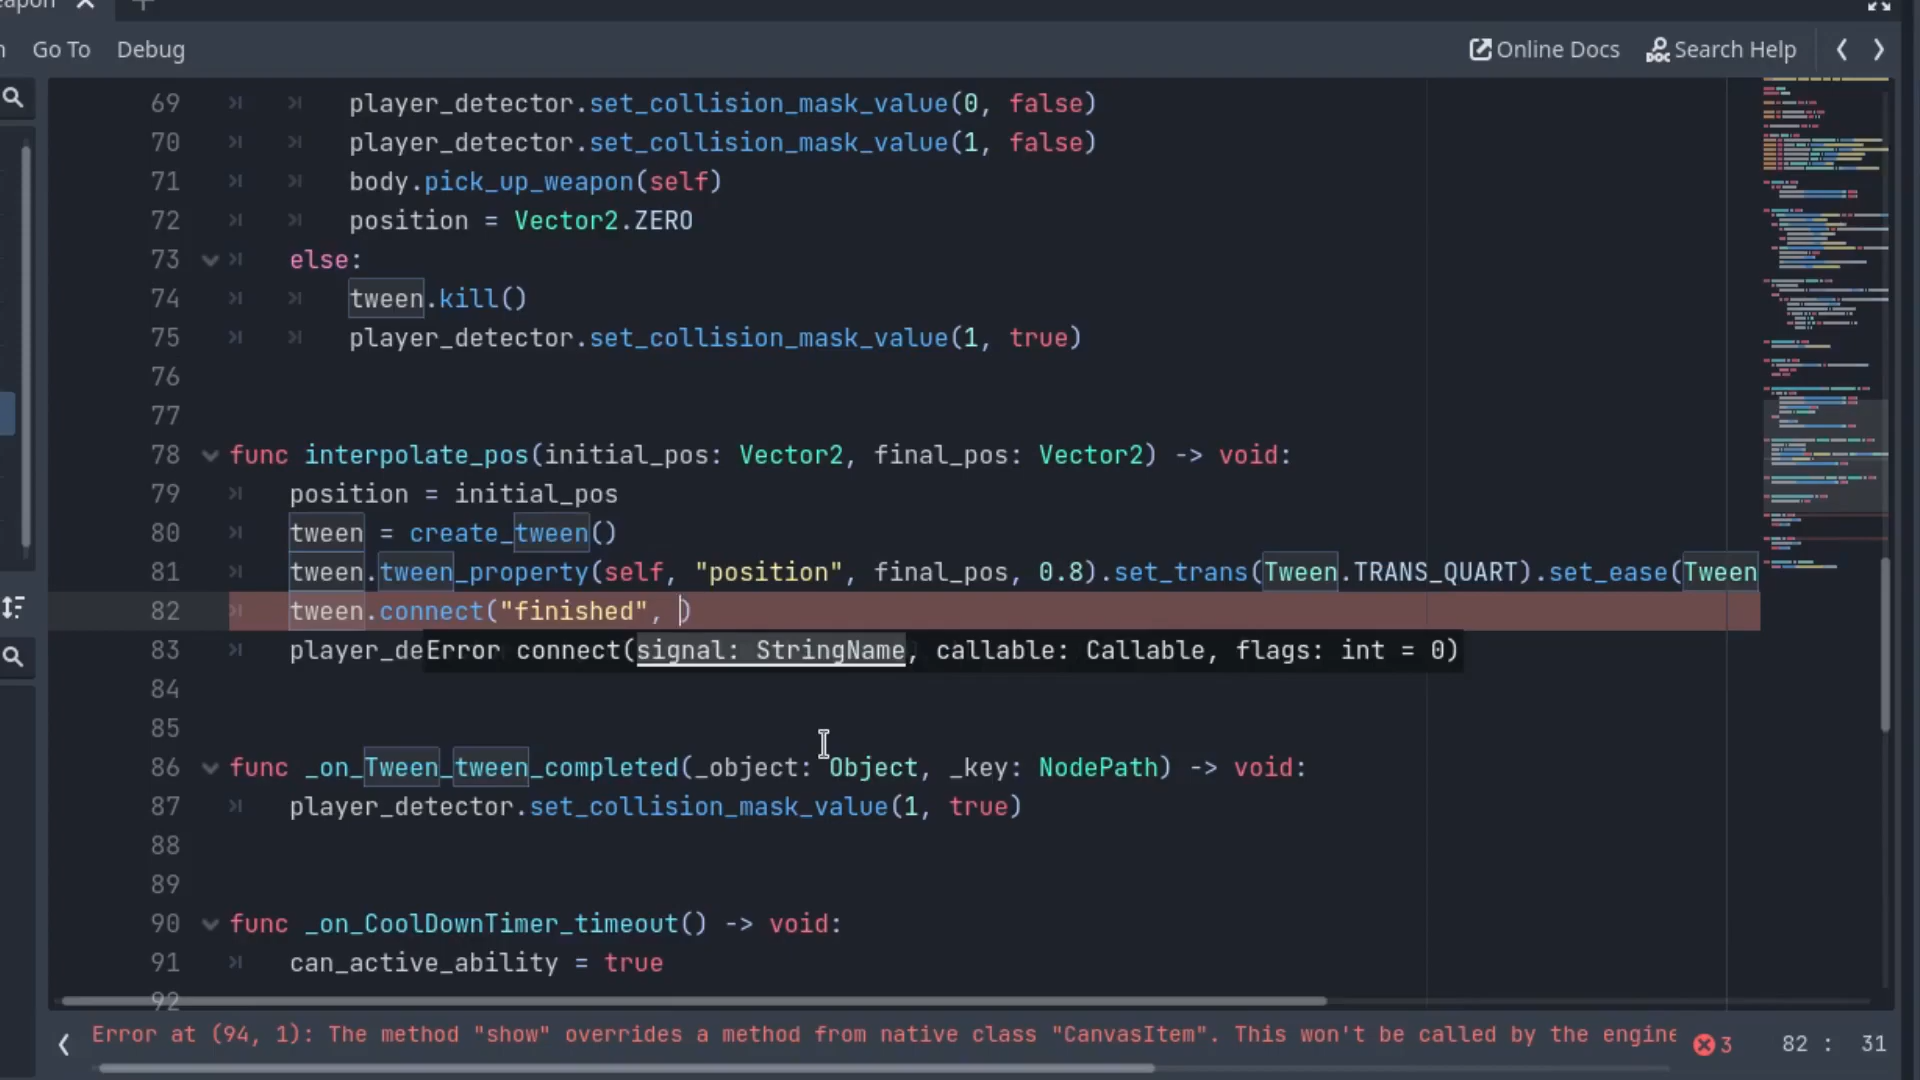 eapon
Go To Debug Online Docs Search Help
69 player_detector.set_collision_mask_value(0, false)
70 player_detector.set_collision_mask_value(1, false)
71 body.pick_up_weapon(self)
72 position = Vector2.ZERO
73 else:
74 tween.kill()
75 player_detector.set_collision_mask_value(1, true)
76
77
78 func interpolate_pos(initial_pos: Vector2, final_pos: Vector2) -> void:
79 position = initial_pos
80 tween = create_tween()
81 tween.tween_property(self, "position", final_pos, 0.8).set_trans(Tween.TRANS_QUART).set_ease(Tween
82 tween.connect("finished", )
83 player_de
Error connect(signal: StringName, callable: Callable, flags: int = 0)
84
85
86 func _on_Tween_tween_completed(_object: Object, _key: NodePath) -> void:
87 player_detector.set_collision_mask_value(1, true)
88
89
90 func _on_CoolDownTimer_timeout() -> void:
91 can_active_ability = true
92
Error at (94, 1): The method "show" overrides a method from native class "CanvasItem". This won't be called by the engine 3 82 : 31